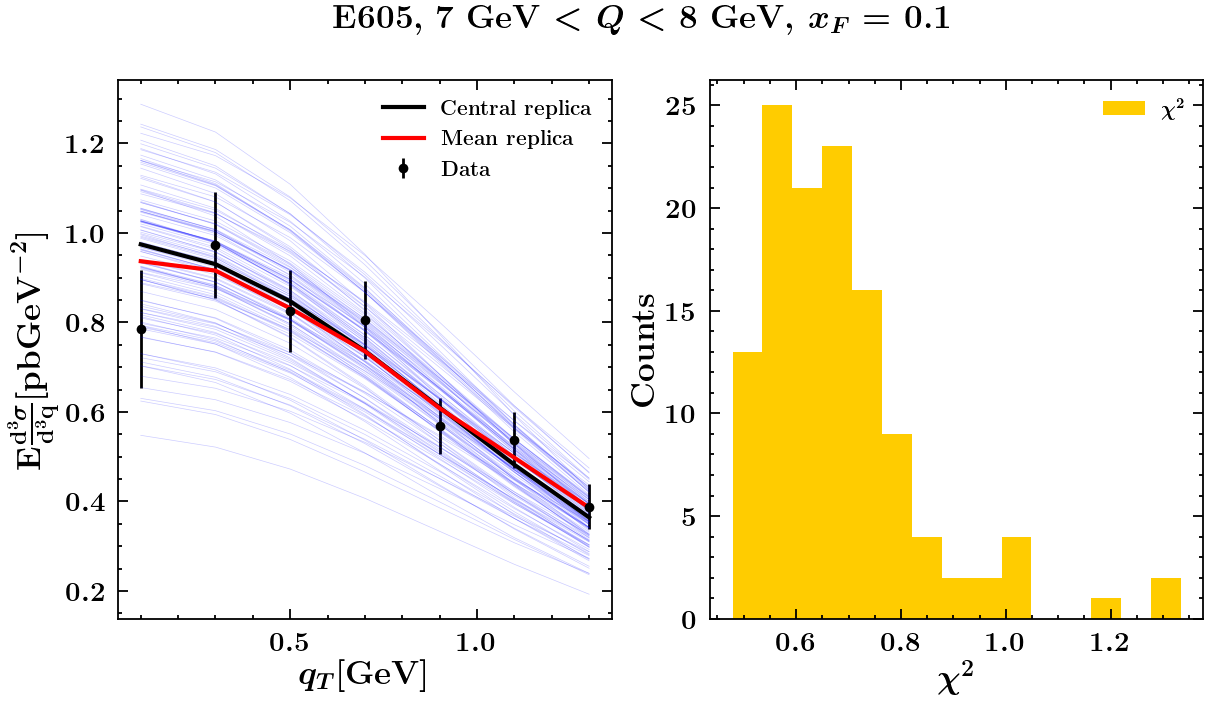 E605, 7 GeV < Q < 8 GeV, x_F = 0.1
Central replica
Mean replica
Data
1.2
1.0
0.8
0.6
0.4
0.2
E d³σ/d³q [pbGeV⁻²]
0.5
1.0
q_T[GeV]
χ²
25
20
15
10
5
0
Counts
0.6
0.8
1.0
1.2
χ²